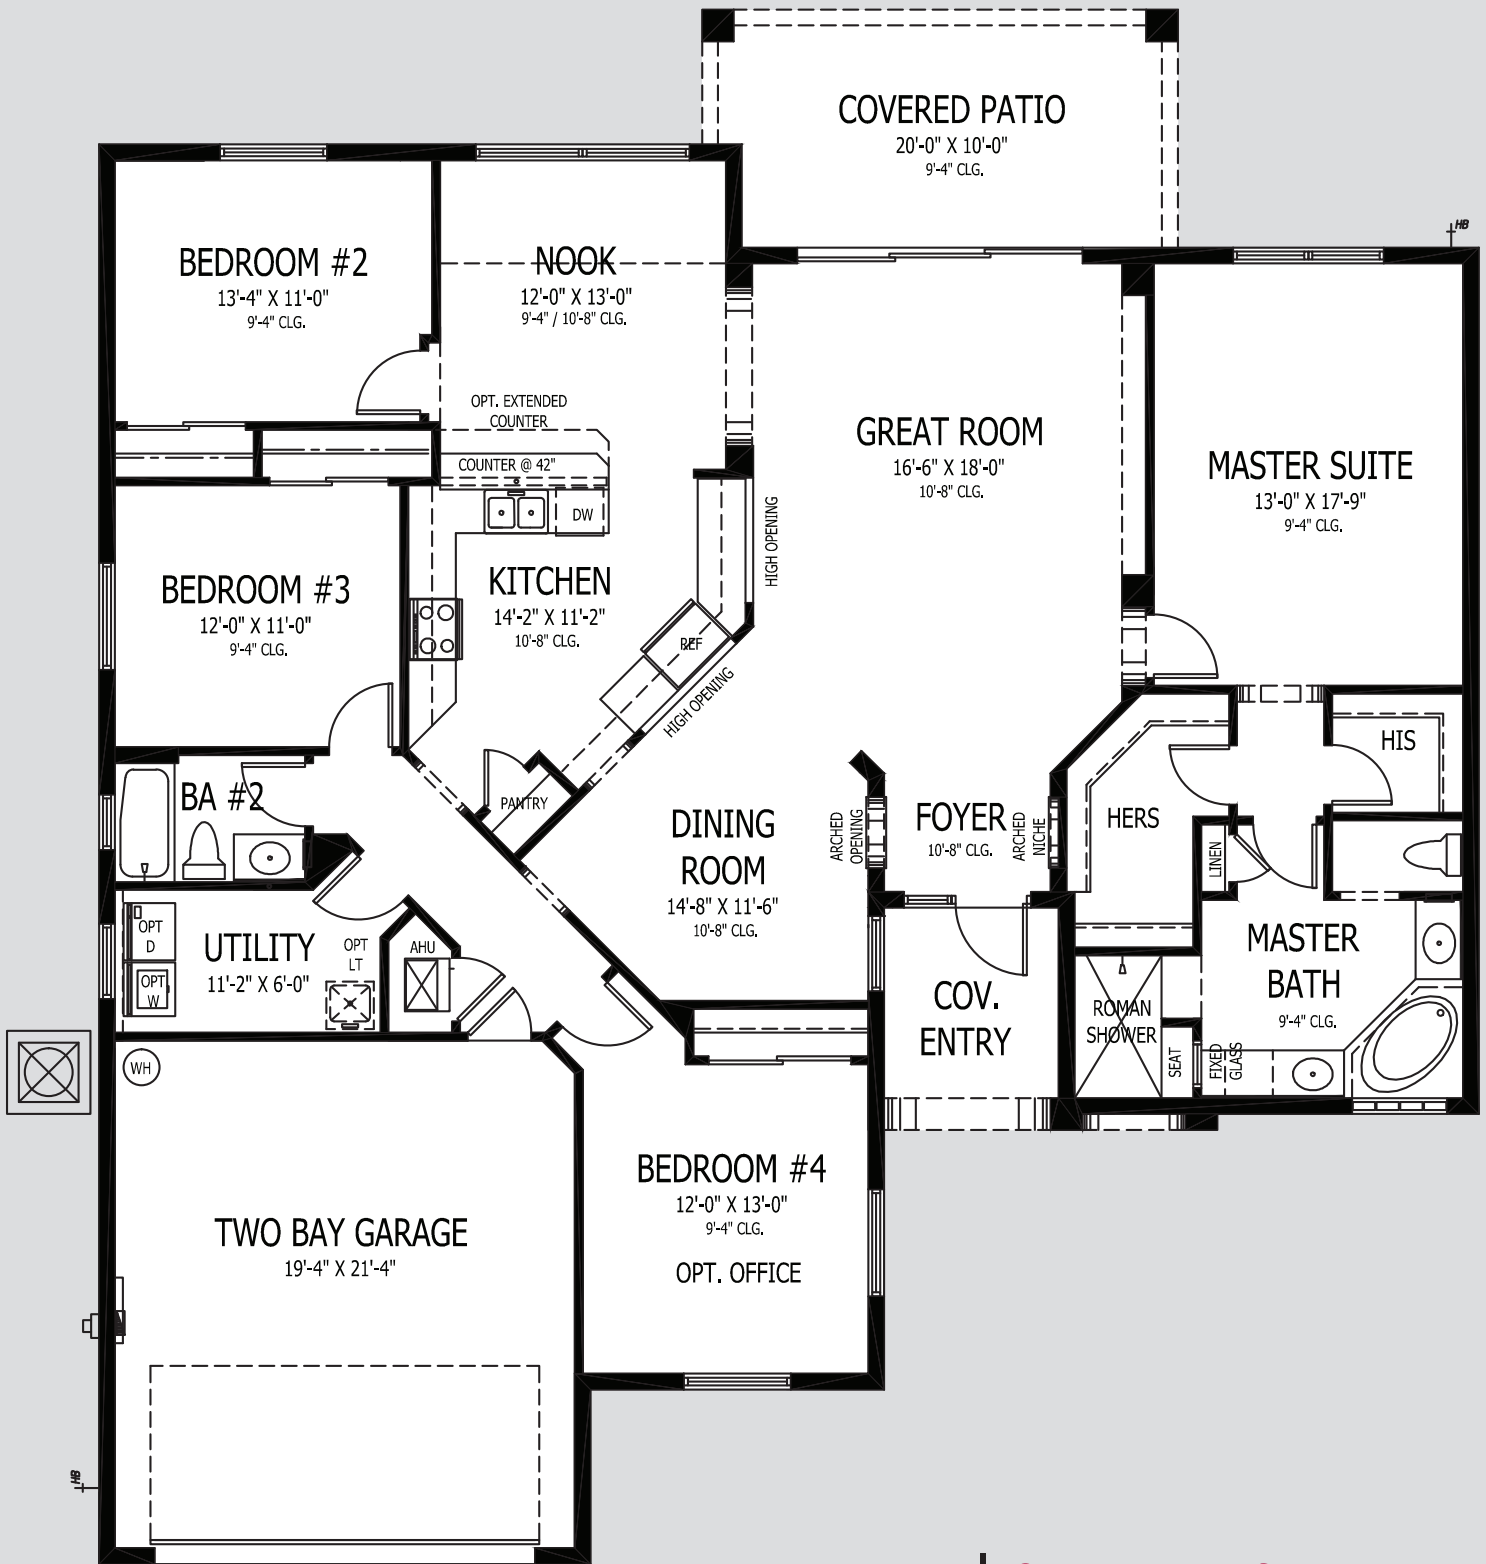 COVERED PATIO
20'-0" X 10'-0"
9'-4" CLG.
HB
BEDROOM #2
13'-4" X 11'-0"
9'-4" CLG.
NOOK
12'-0" X 13'-0"
9'-4" / 10'-8" CLG.
OPT. EXTENDED
COUNTER
COUNTER @ 42"
DW
GREAT ROOM
16'-6" X 18'-0"
10'-8" CLG.
MASTER SUITE
13'-0" X 17'-9"
9'-4" CLG.
HIGH OPENING
KITCHEN
14'-2" X 11'-2"
10'-8" CLG.
REF
HIGH OPENING
BEDROOM #3
12'-0" X 11'-0"
9'-4" CLG.
BA #2
PANTRY
DINING
ROOM
14'-8" X 11'-6"
10'-8" CLG.
ARCHED
OPENING
FOYER
10'-8" CLG.
ARCHED
NICHE
HERS
HIS
LINEN
MASTER
BATH
9'-4" CLG.
ROMAN
SHOWER
SEAT
FIXED
GLASS
COV.
ENTRY
OPT
D
OPT
W
UTILITY
11'-2" X 6'-0"
OPT
LT
AHU
WH
TWO BAY GARAGE
19'-4" X 21'-4"
BEDROOM #4
12'-0" X 13'-0"
9'-4" CLG.
OPT. OFFICE
HB